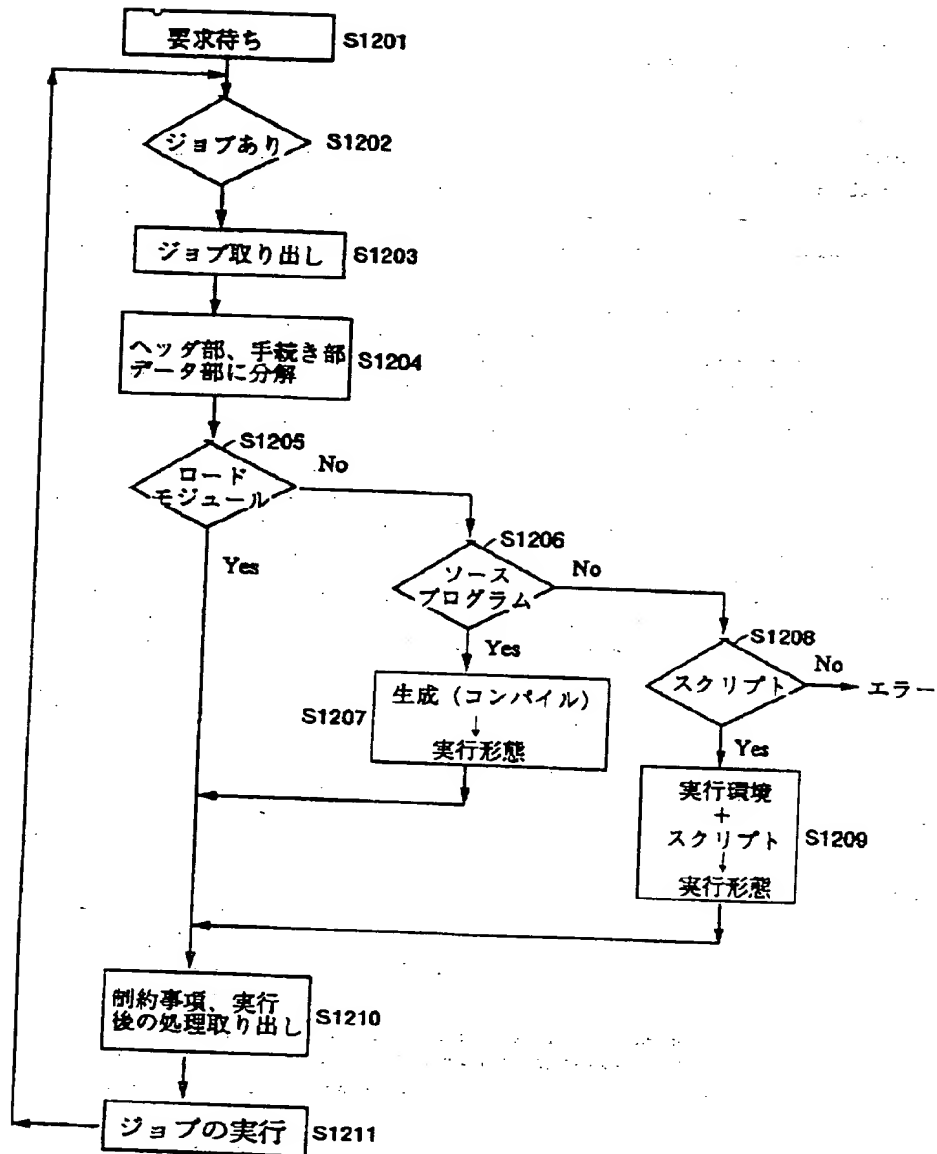 要求待ち
S1201
ジョブあり
S1202
ジョブ取り出し
S1203
ヘッダ部、手続き部
データ部に分解
S1204
S1205
ロード
モジュール
No
Yes
S1206
ソース
プログラム
No
Yes
S1207
生成（コンパイル）
↓
実行形態
S1208
スクリプト
No
エラー
Yes
実行環境
+
スクリプト
↓
実行形態
S1209
制約事項、実行
後の処理取り出し
S1210
ジョブの実行
S1211